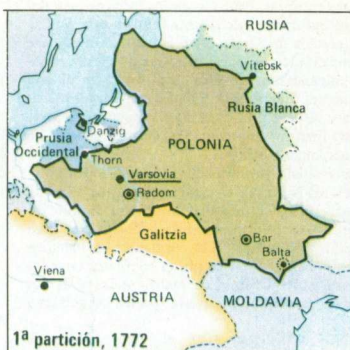 RUSIA
Vitebsk
Rusia Blanca
Danzig
Prusia
Occidental
Thorn
POLONIA
Varsovia
Radom
Galitzia
Bar
Balta
Viena
AUSTRIA
MOLDAVIA
1ª partición, 1772